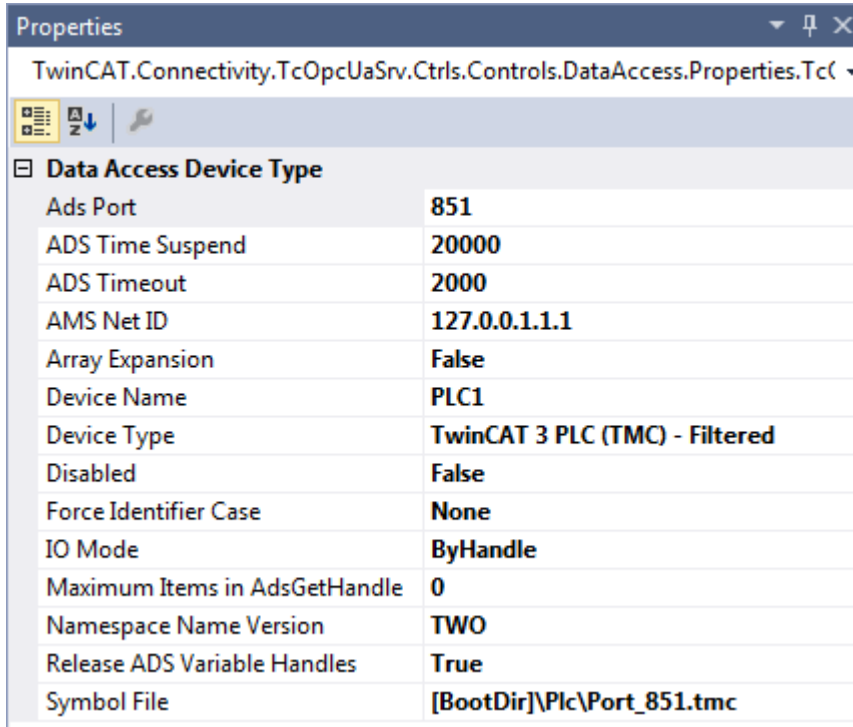 Properties
TwinCAT.Connectivity.TcOpcUaSrv.Ctrls.Controls.DataAccess.Properties.Tc(
Data Access Device Type
Ads Port 851
ADS Time Suspend 20000
ADS Timeout 2000
AMS Net ID 127.0.0.1.1.1
Array Expansion False
Device Name PLC1
Device Type TwinCAT 3 PLC (TMC) - Filtered
Disabled False
Force Identifier Case None
IO Mode ByHandle
Maximum Items in AdsGetHandle 0
Namespace Name Version TWO
Release ADS Variable Handles True
Symbol File [BootDir]\Plc\Port_851.tmc